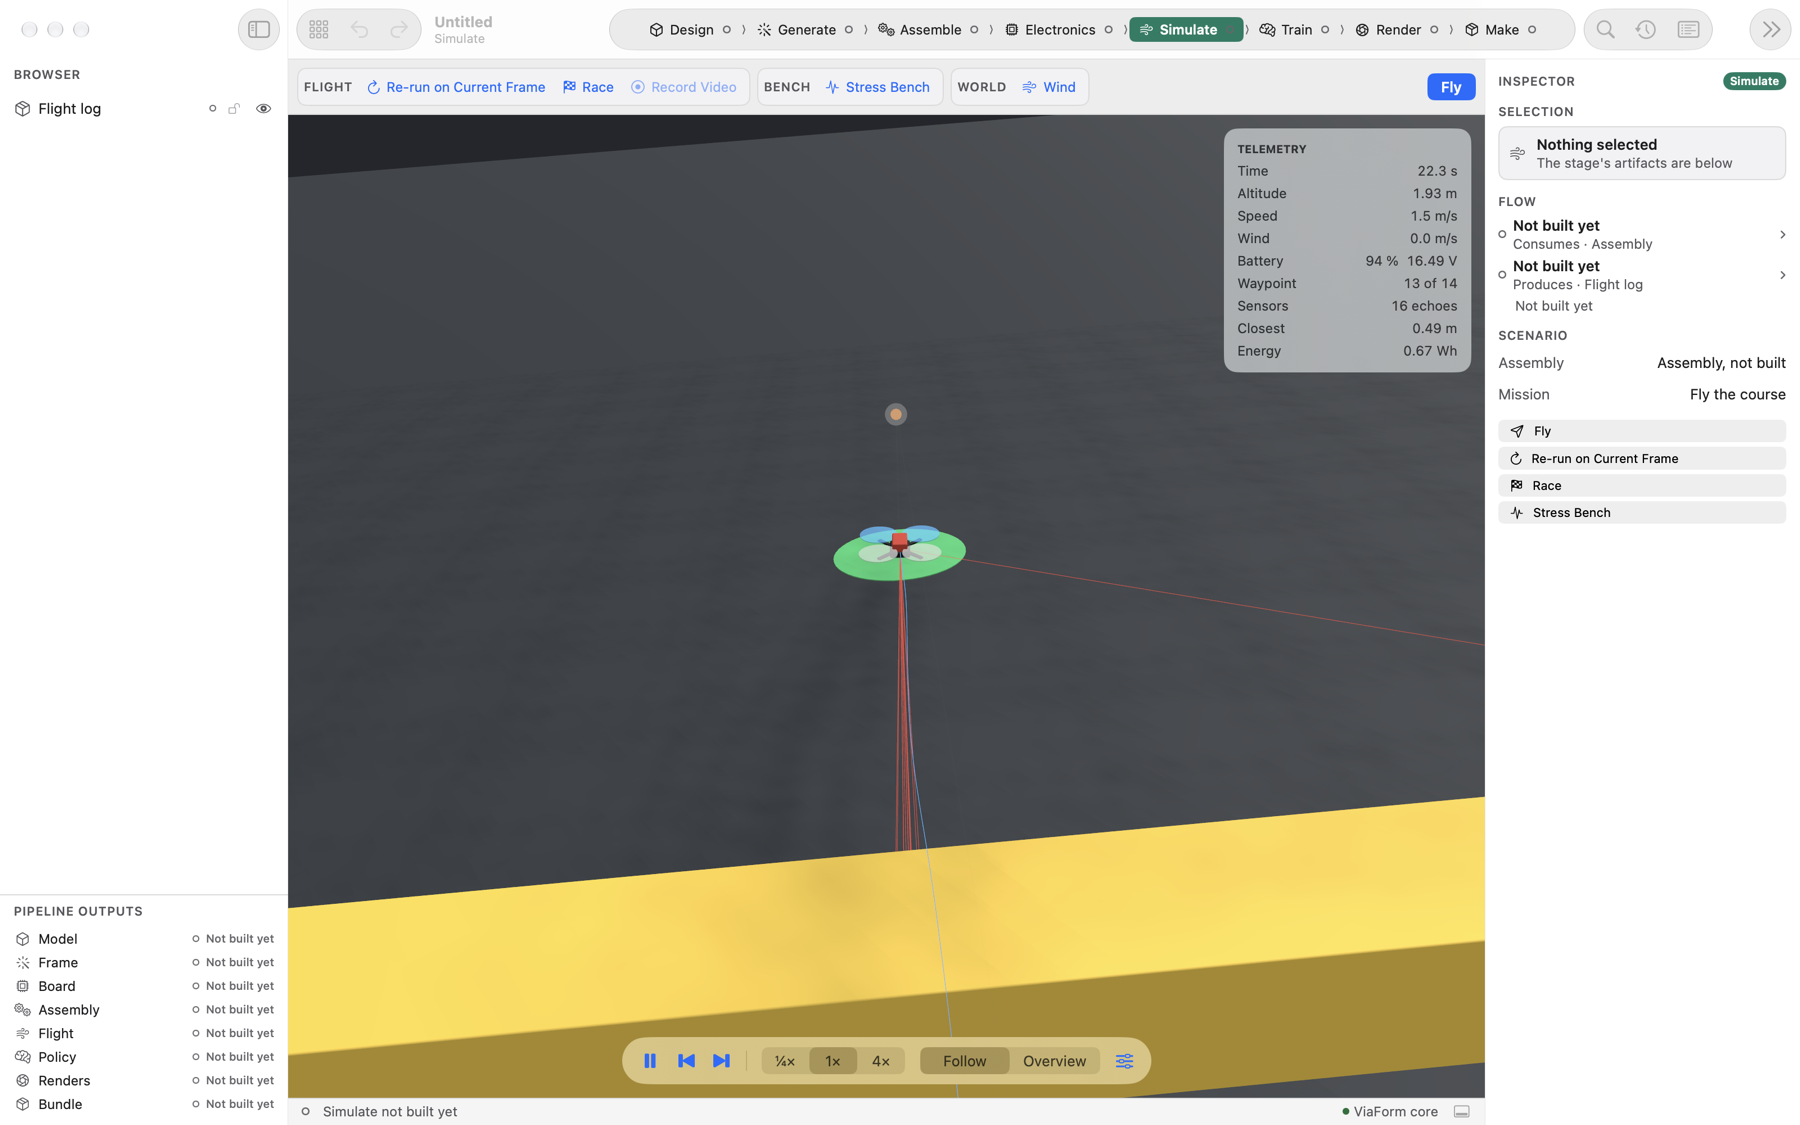 Untitled
Simulate
Design
Generate
Assemble
Electronics
Simulate
Train
Render
Make
BROWSER
Flight log
FLIGHT
Re-run on Current Frame
Race
Record Video
BENCH
Stress Bench
WORLD
Wind
Fly
TELEMETRY
Time 22.3 s
Altitude 1.93 m
Speed 1.5 m/s
Wind 0.0 m/s
Battery 94 % 16.49 V
Waypoint 13 of 14
Sensors 16 echoes
Closest 0.49 m
Energy 0.67 Wh
INSPECTOR
Simulate
SELECTION
Nothing selected
The stage's artifacts are below
FLOW
Not built yet
Consumes · Assembly
Not built yet
Produces · Flight log
Not built yet
SCENARIO
Assembly Assembly, not built
Mission Fly the course
Fly
Re-run on Current Frame
Race
Stress Bench
PIPELINE OUTPUTS
Model Not built yet
Frame Not built yet
Board Not built yet
Assembly Not built yet
Flight Not built yet
Policy Not built yet
Renders Not built yet
Bundle Not built yet
¼×
1×
4×
Follow
Overview
Simulate not built yet
ViaForm core